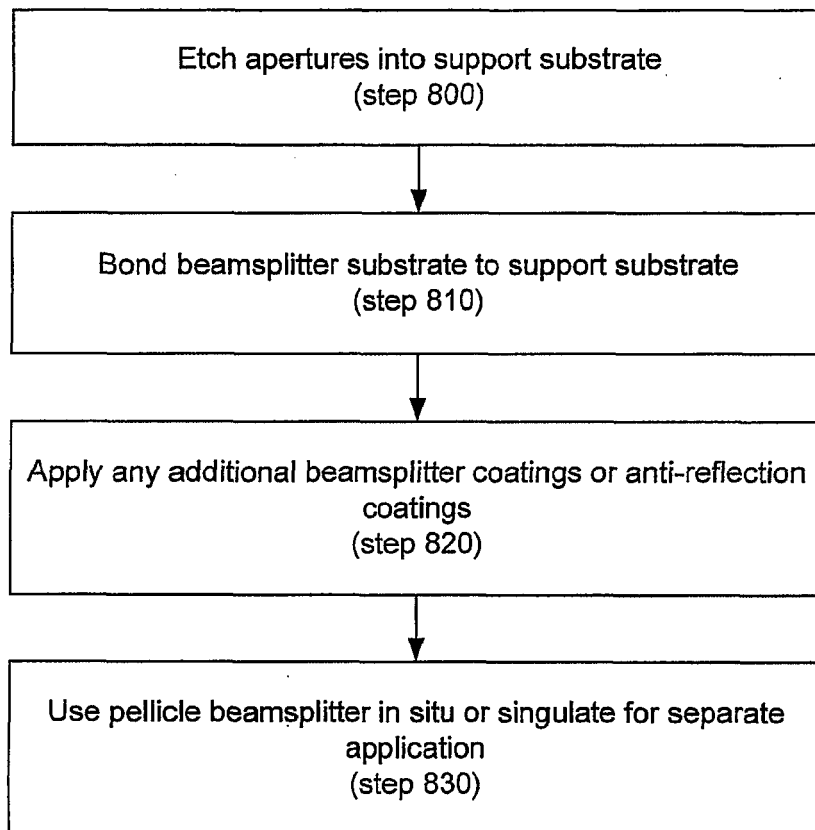 Etch apertures into support substrate
(step 800)
Bond beamsplitter substrate to support substrate
(step 810)
Apply any additional beamsplitter coatings or anti-reflection
coatings
(step 820)
Use pellicle beamsplitter in situ or singulate for separate
application
(step 830)